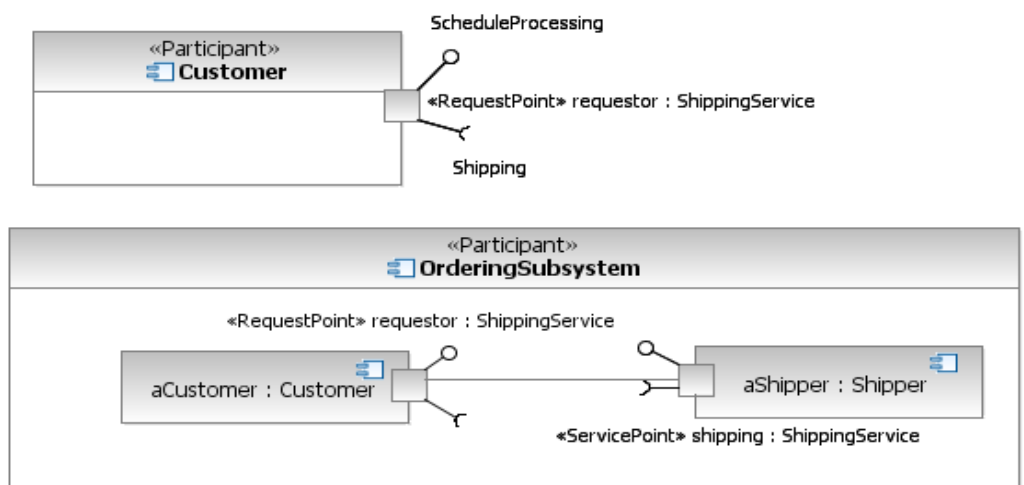 ScheduleProcessing
«Participant»
Customer
«RequestPoint» requestor : ShippingService
Shipping
«Participant»
OrderingSubsystem
«RequestPoint» requestor : ShippingService
aCustomer : Customer
aShipper : Shipper
«ServicePoint» shipping : ShippingService